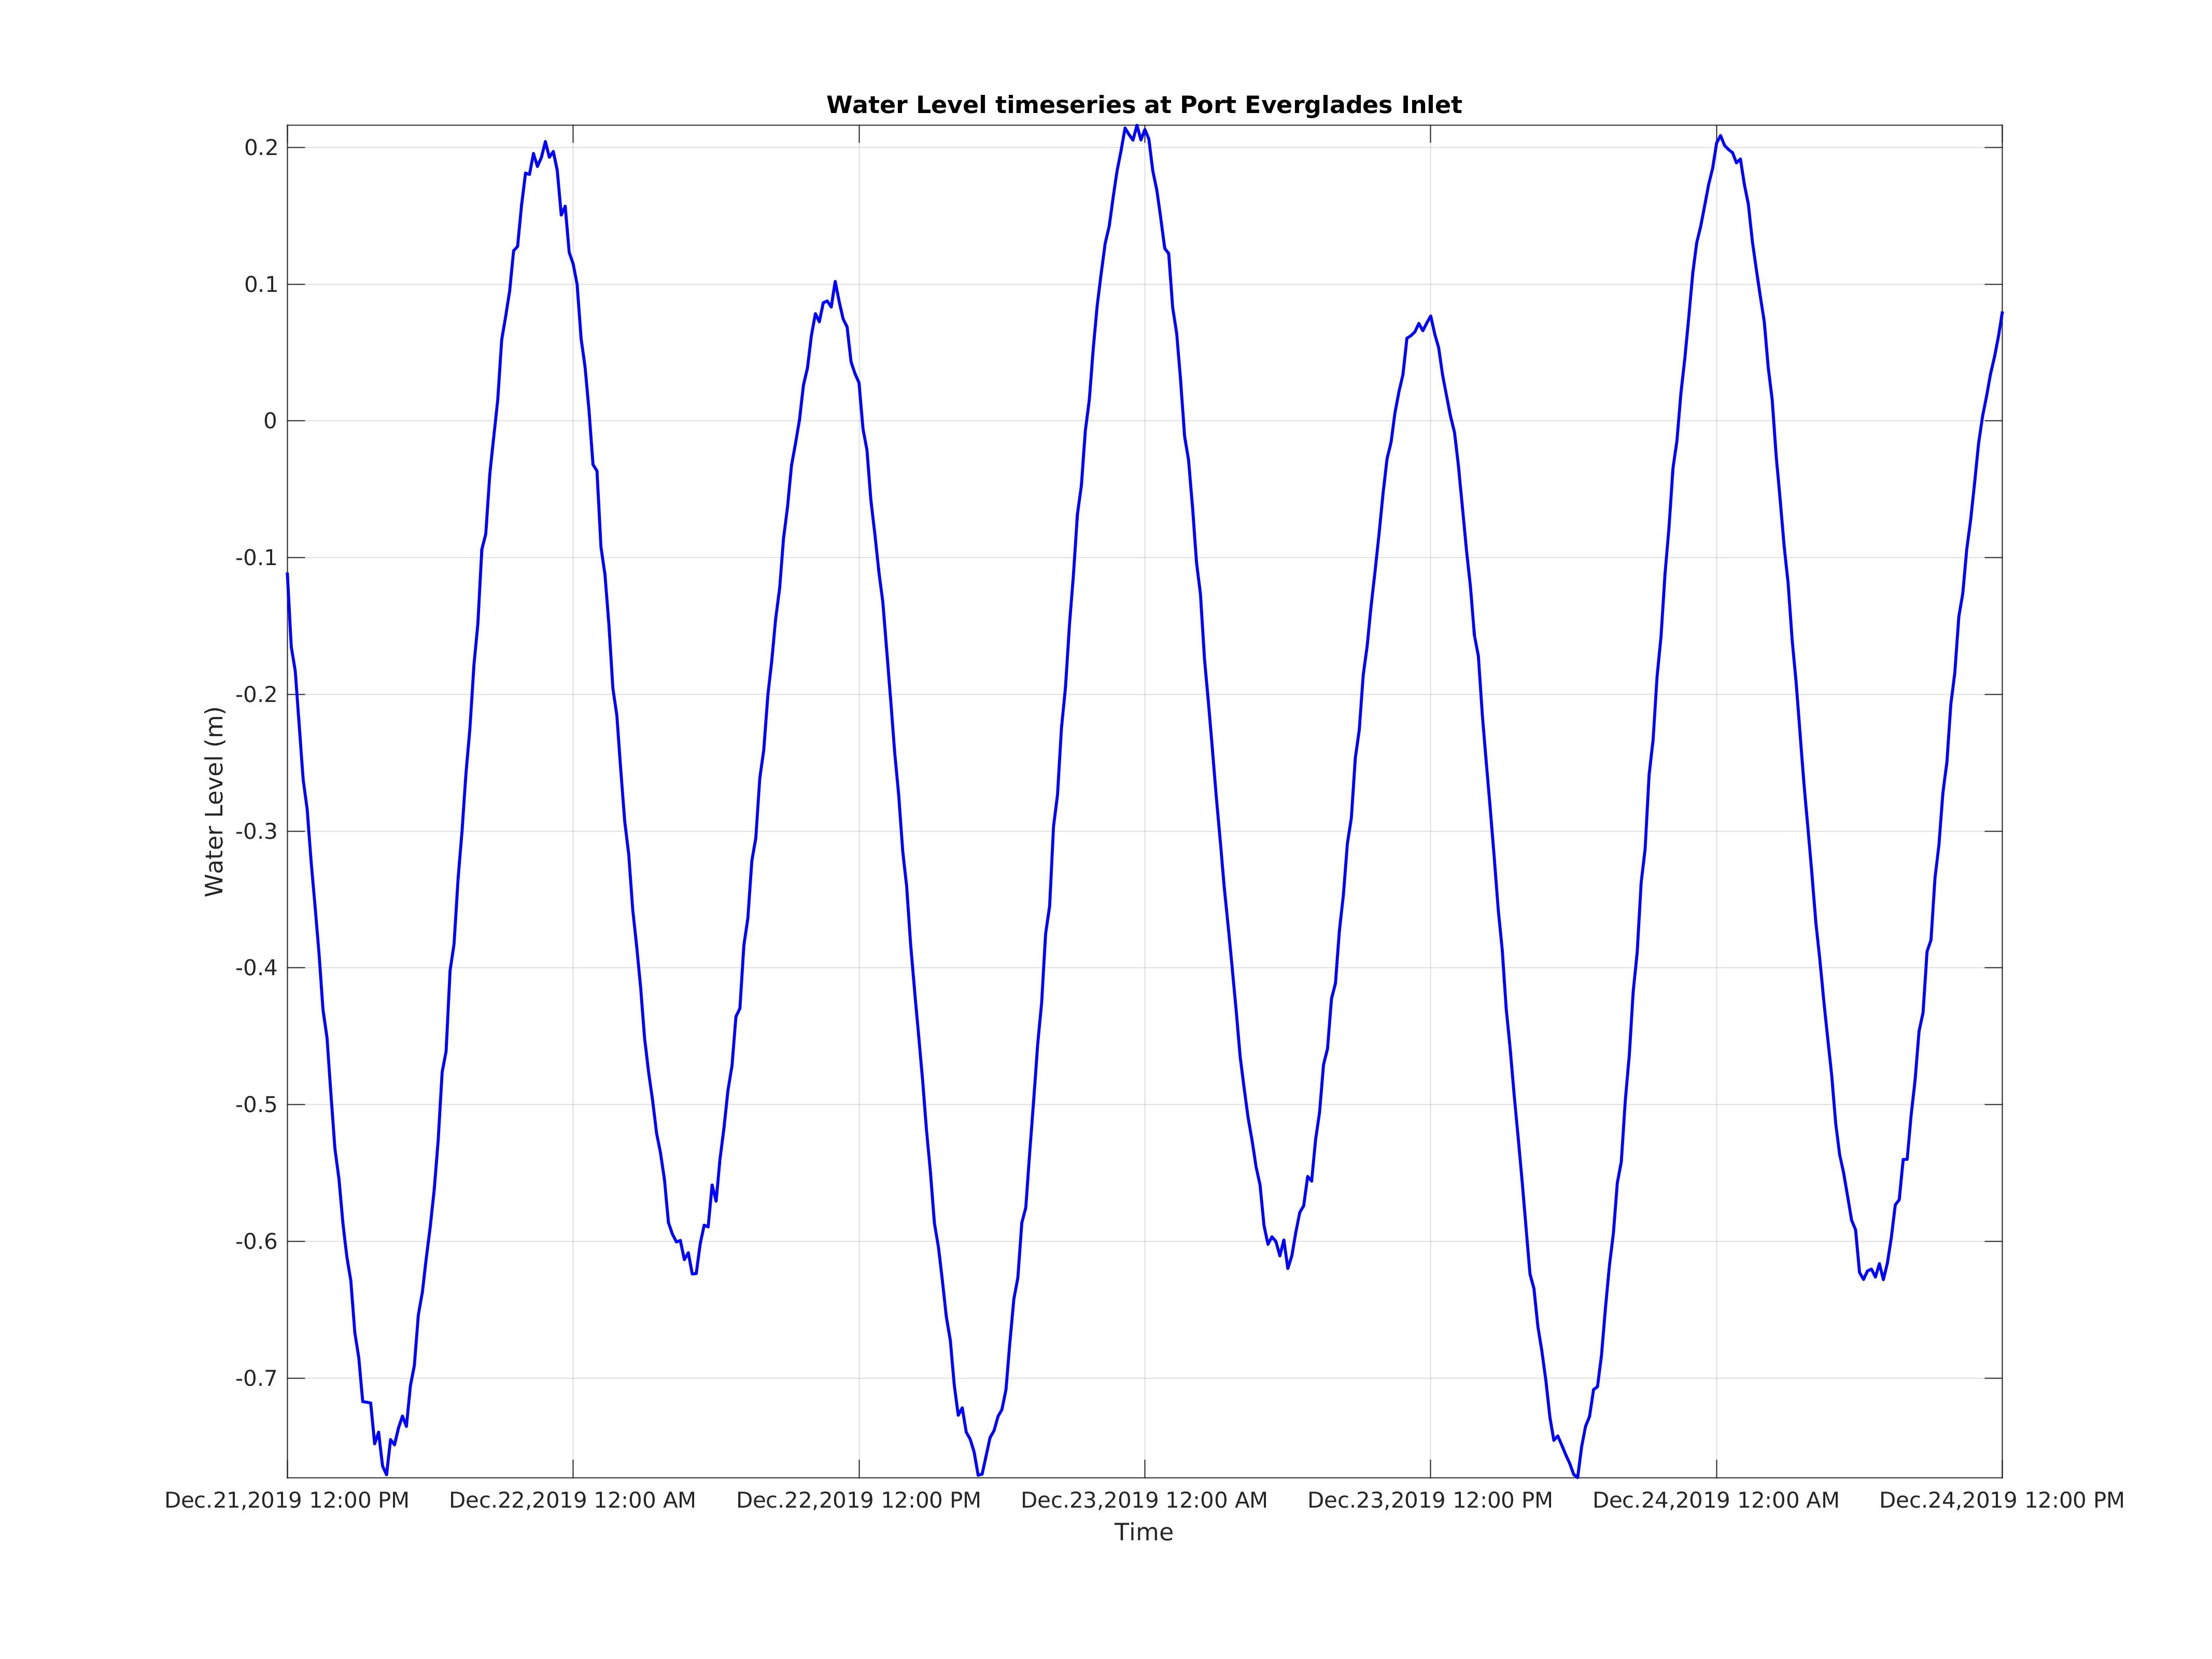 Water Level timeseries at Port Everglades Inlet
0.2
0.1
0
-0.1
-0.2
-0.3
-0.4
-0.5
-0.6
-0.7
Water Level (m)
Dec.21,2019 12:00 PM
Dec.22,2019 12:00 AM
Dec.22,2019 12:00 PM
Dec.23,2019 12:00 AM
Dec.23,2019 12:00 PM
Dec.24,2019 12:00 AM
Dec.24,2019 12:00 PM
Time